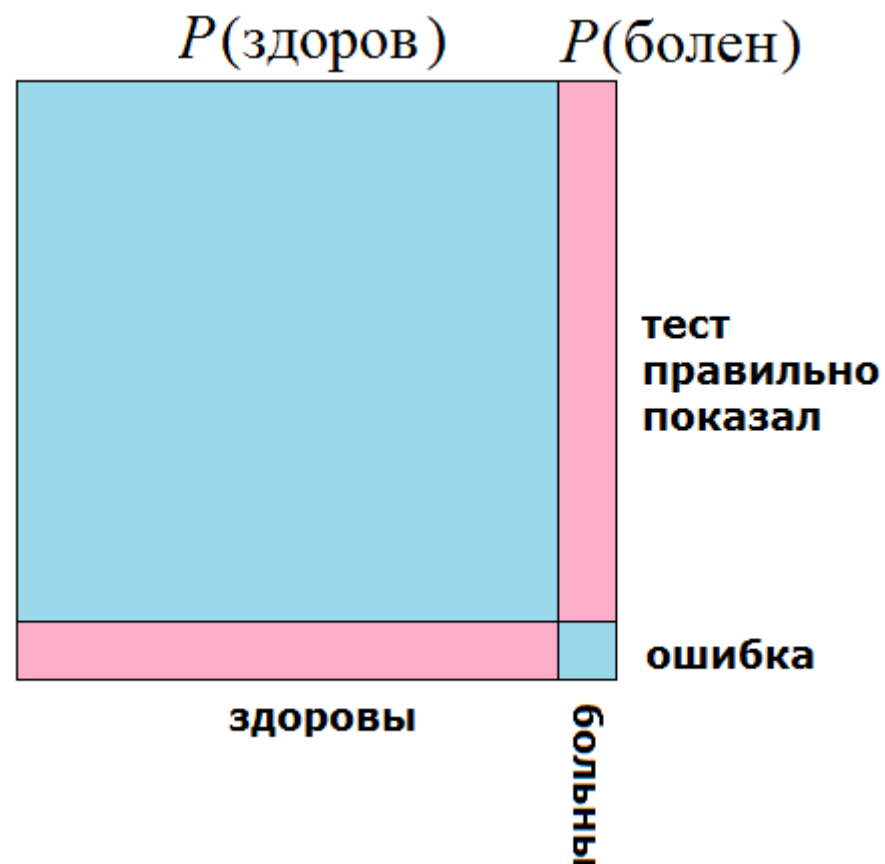 P(здоров) P(болен)
тест
правильно
показал
ошибка
здоровы
больны